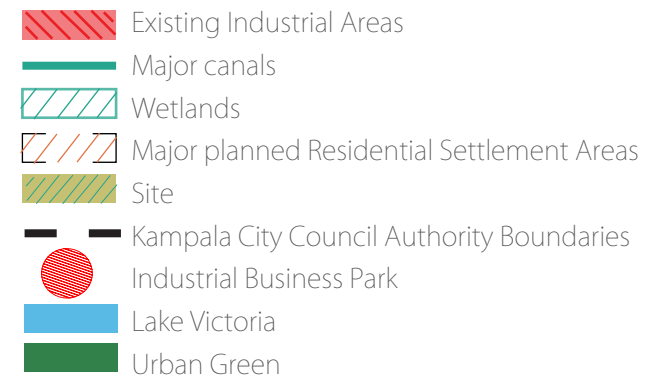 Existing Industrial Areas
Major canals
Wetlands
Major planned Residential Settlement Areas
Site
Kampala City Council Authority Boundaries
Industrial Business Park
Lake Victoria
Urban Green